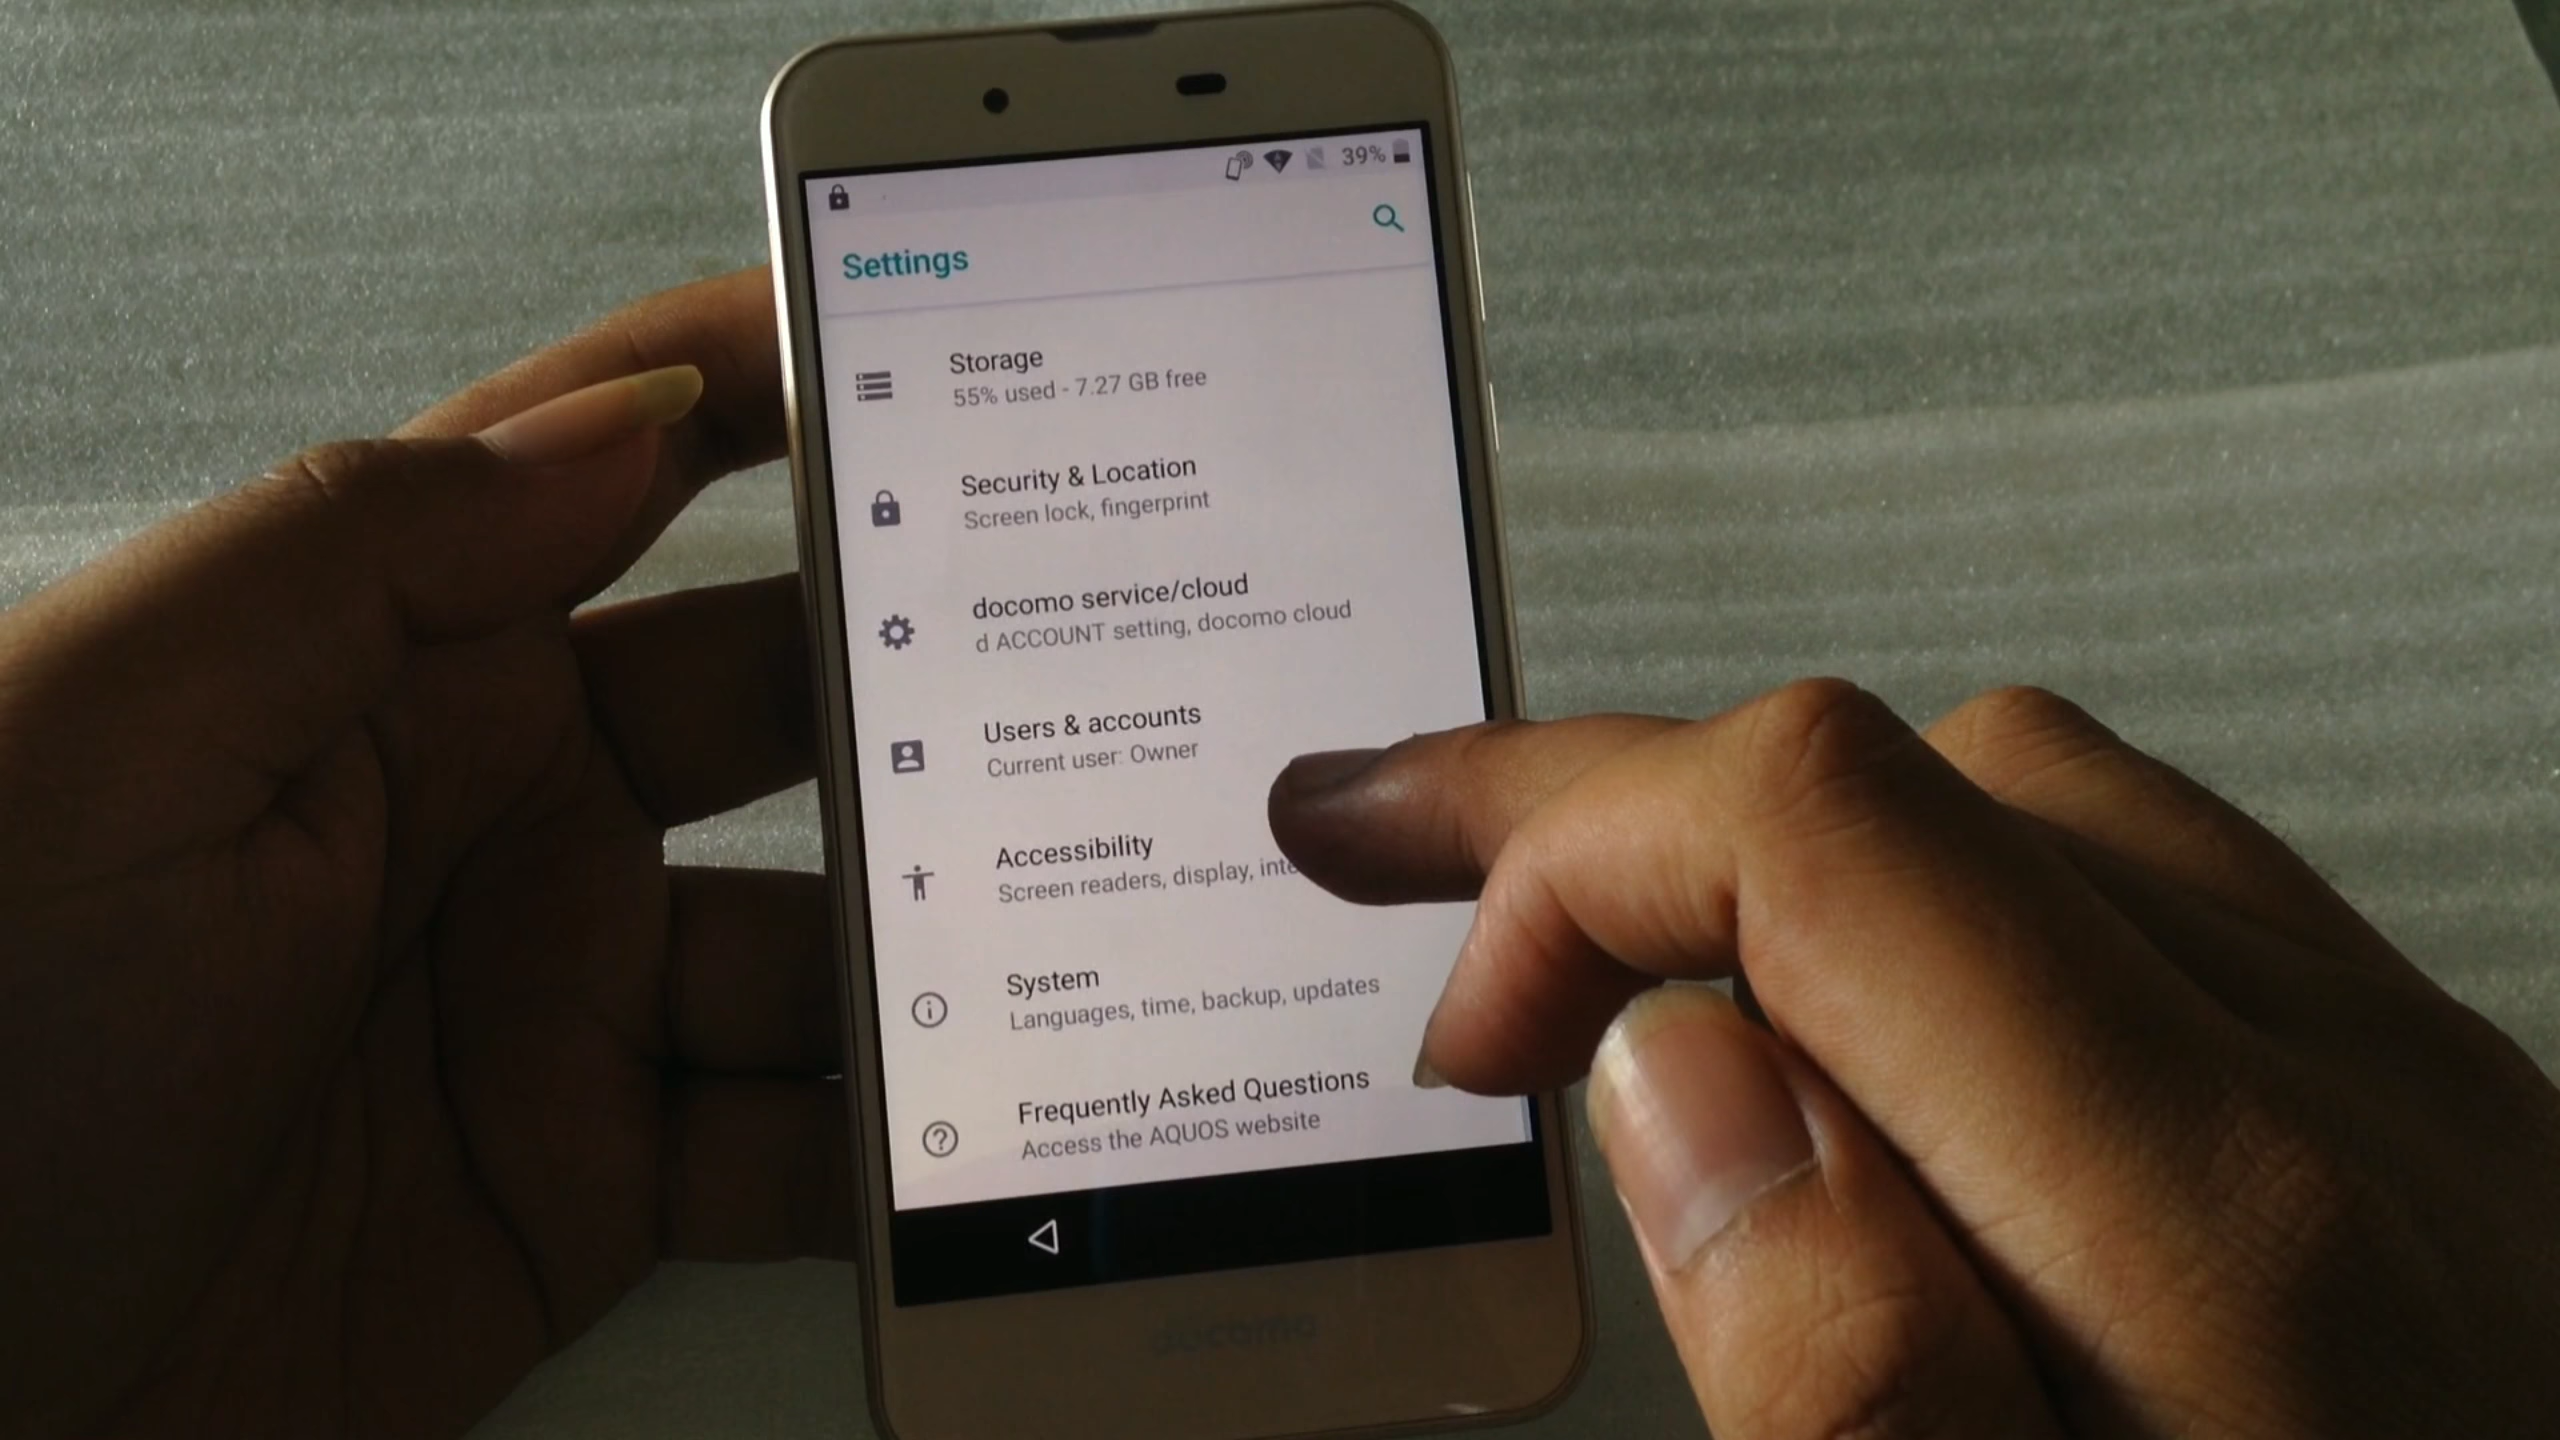 39%
Settings
Storage
55% used - 7.27 GB free
Security & Location
Screen lock, fingerprint
docomo service/cloud
d ACCOUNT setting, docomo cloud
Users & accounts
Current user: Owner
Accessibility
Screen readers, display,
System
Languages, time, backup, updates
Frequently Asked Questions
Access the AQUOS website
docomo